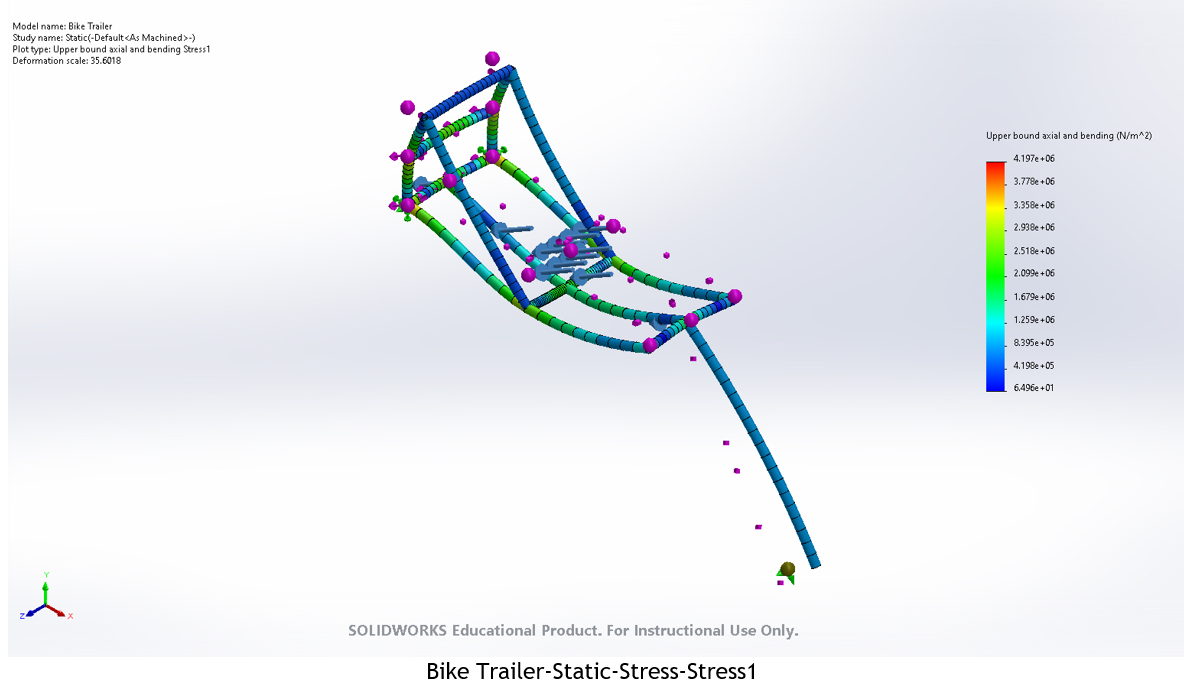 Model name: Bike Trailer
Study name: Static(-Default<As Machined>-)
Plot type: Upper bound axial and bending Stress1
Deformation scale: 35.6018
Upper bound axial and bending (N/m^2)
4.197e+06
3.778e+06
3.358e+06
2.938e+06
2.518e+06
2.099e+06
1.679e+06
1.259e+06
8.395e+05
4.198e+05
6.496e+01
Y
Z
X
SOLIDWORKS Educational Product. For Instructional Use Only.
Bike Trailer-Static-Stress-Stress1